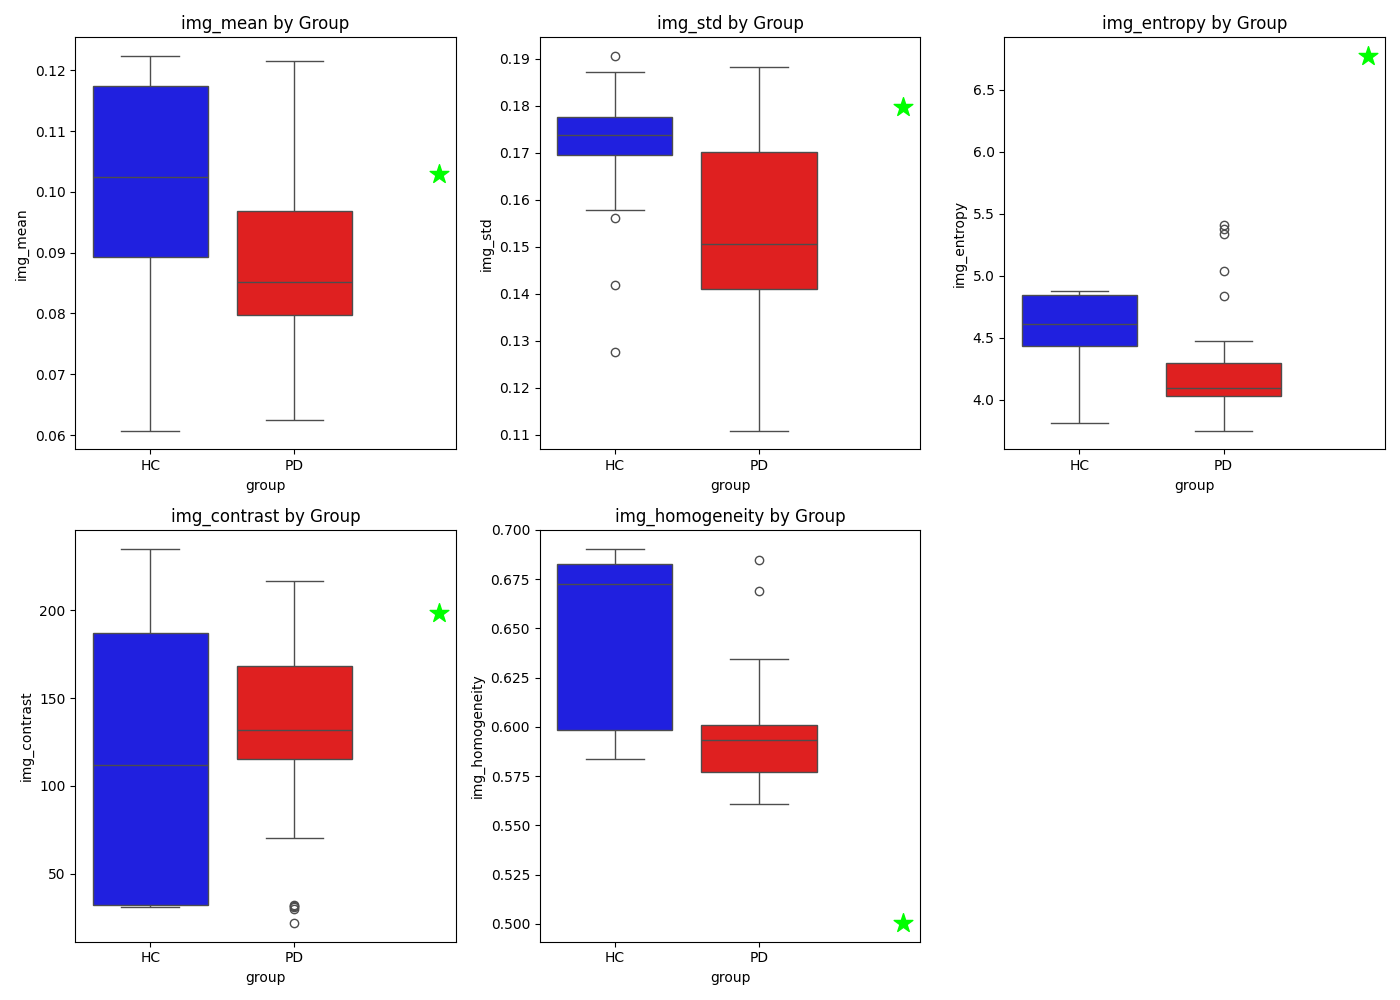 img_mean by Group
img_mean
0.12
0.11
0.10
0.09
0.08
0.07
0.06
HC
PD
group
img_std by Group
img_std
0.19
0.18
0.17
0.16
0.15
0.14
0.13
0.12
0.11
HC
PD
group
img_entropy by Group
img_entropy
6.5
6.0
5.5
5.0
4.5
4.0
HC
PD
group
img_contrast by Group
img_contrast
200
150
100
50
HC
PD
group
img_homogeneity by Group
img_homogeneity
0.700
0.675
0.650
0.625
0.600
0.575
0.550
0.525
0.500
HC
PD
group